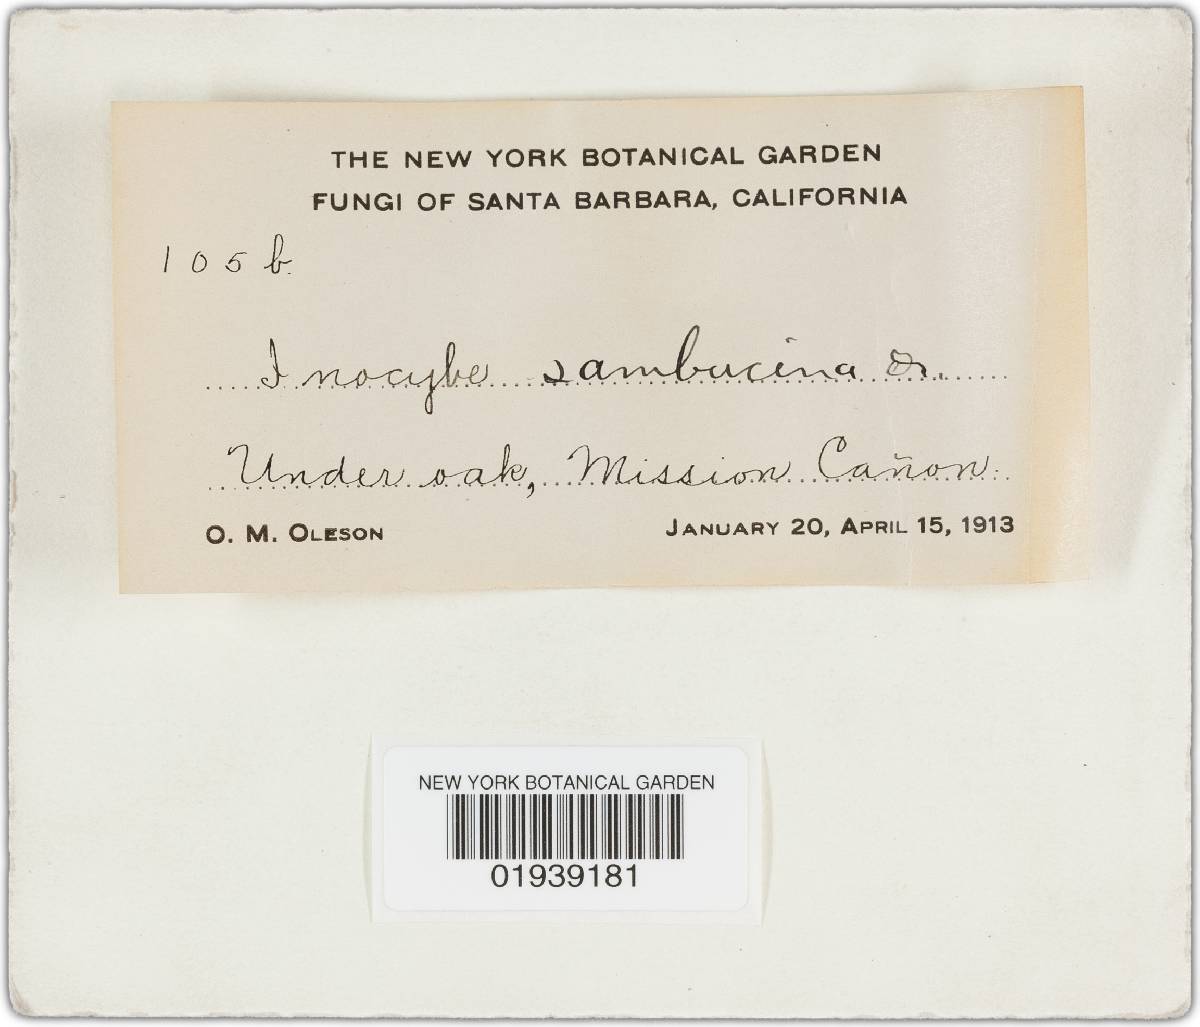 THE NEW YORK BOTANICAL GARDEN
FUNGI OF SANTA BARBARA, CALIFORNIA
105b
Inocybe sambucina Fr.
Under oak, Mission Cañon.
O. M. OLESON JANUARY 20, APRIL 15, 1913
NEW YORK BOTANICAL GARDEN
01939181